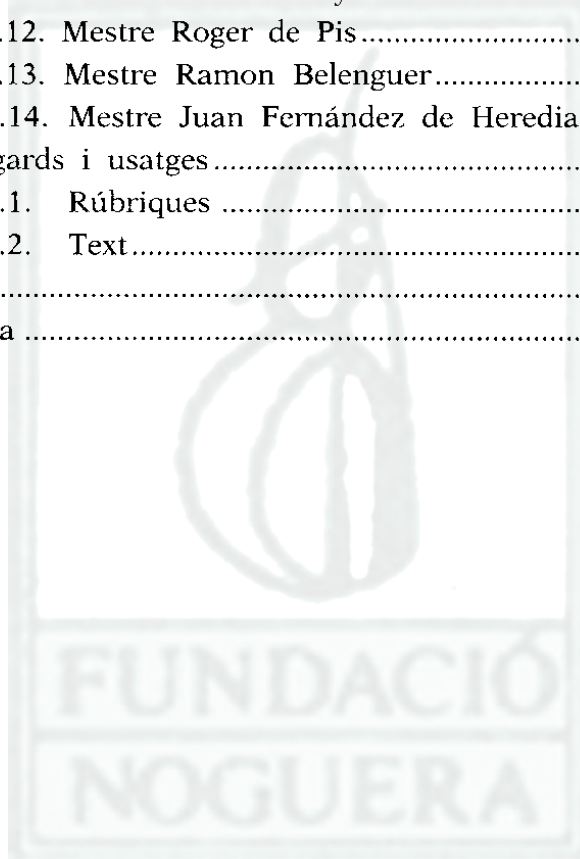 .12. Mestre Roger de Pis..............................
.13. Mestre Ramon Belenguer....................
.14. Mestre Juan Fernández de Heredia
gards i usatges...............................................
.1. Rúbriques ..............................................
.2. Text.........................................................
..........................................................................
a .......................................................................
FUNDACIÓ
NOGUERA